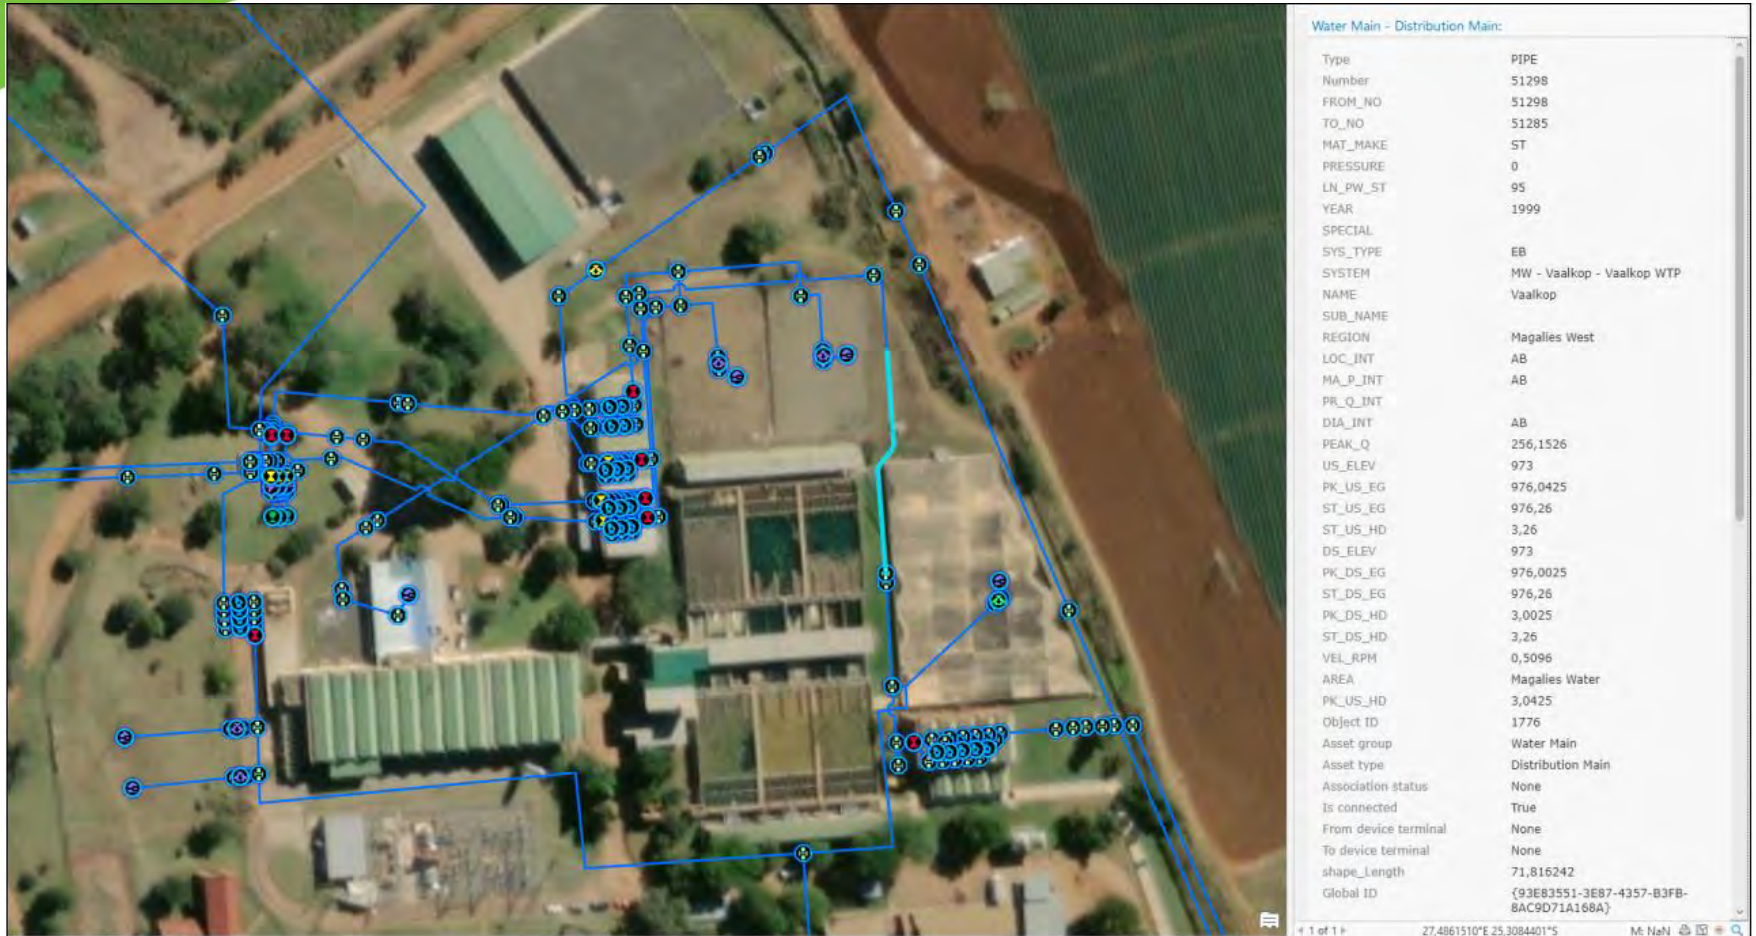 Water Main - Distribution Main:
Type PIPE
Number 51298
FROM_NO 51298
TO_NO 51285
MAT_MAKE ST
PRESSURE 0
LN_PW_ST 95
YEAR 1999
SPECIAL
SYS_TYPE EB
SYSTEM MW - Vaalkop - Vaalkop WTP
NAME Vaalkop
SUB_NAME
REGION Magalies West
LOC_INT AB
MA_P_INT AB
PR_Q_INT
DIA_INT AB
PEAK_Q 256,1526
US_ELEV 973
PK_US_EG 976,0425
ST_US_EG 976,26
ST_US_HD 3,26
DS_ELEV 973
PK_DS_EG 976,0025
ST_DS_EG 976,26
PK_DS_HD 3,0025
ST_DS_HD 3,26
VEL_RPM 0,5096
AREA Magalies Water
PK_US_HD 3,0425
Object ID 1776
Asset group Water Main
Asset type Distribution Main
Association status None
Is connected True
From device terminal None
To device terminal None
shape_Length 71,816242
Global ID {93E83551-3E87-4357-B3FB-
8AC9D71A168A}
1 of 1 27,4861510°E 25,3084401°S M: NaN